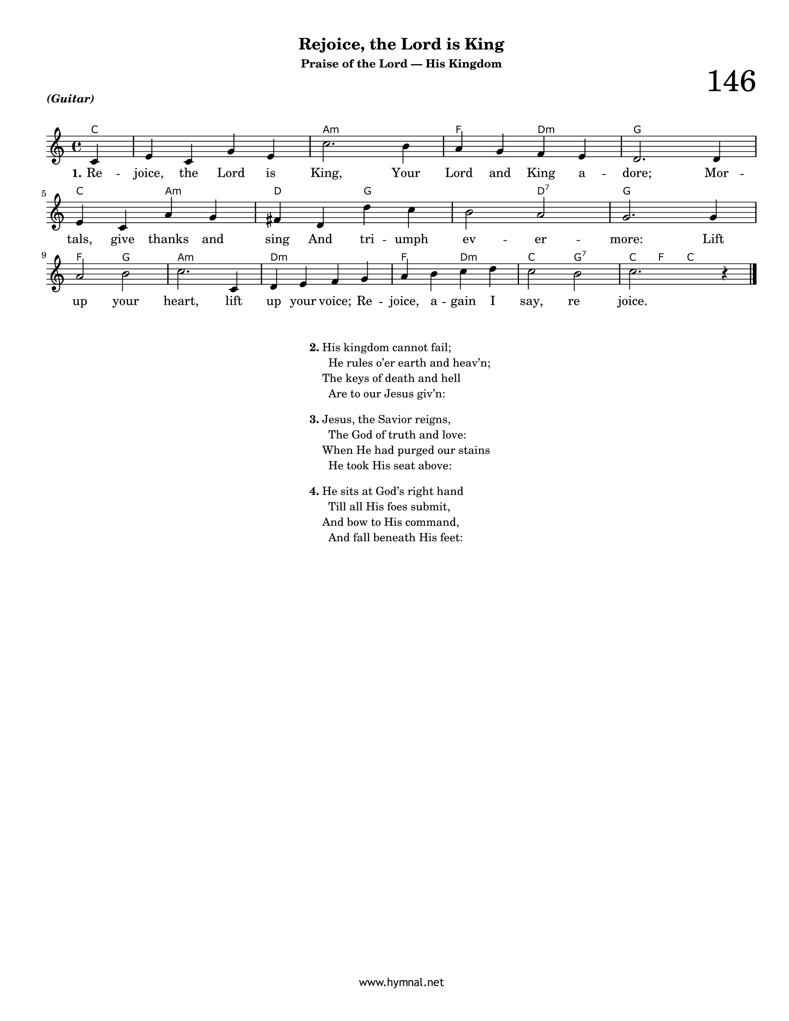 Rejoice, the Lord is King
Praise of the Lord — His Kingdom
146
(Guitar)
C Am F Dm G
1. Re - joice, the Lord is King, Your Lord and King a - dore; Mor -
5 C Am D G D7 G
tals, give thanks and sing And tri - umph ev - er - more: Lift
9 F G Am Dm F Dm C G7 C F C
up your heart, lift up your voice; Re - joice, a - gain I say, re joice.
2. His kingdom cannot fail;
He rules o’er earth and heav’n;
The keys of death and hell
Are to our Jesus giv’n:
3. Jesus, the Savior reigns,
The God of truth and love:
When He had purged our stains
He took His seat above:
4. He sits at God’s right hand
Till all His foes submit,
And bow to His command,
And fall beneath His feet:
www.hymnal.net